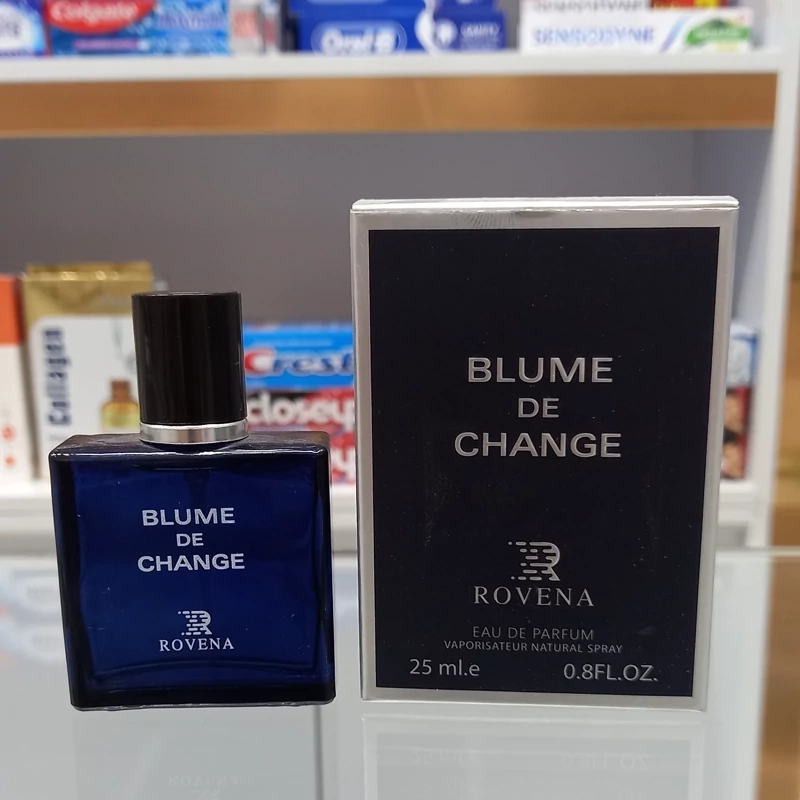 Colgate
Oral-B
SENSODYNE
Collagen
Crest
closeup
BLUME
DE
CHANGE
ROVENA
BLUME
DE
CHANGE
ROVENA
EAU DE PARFUM
VAPORISATEUR NATURAL SPRAY
25 ml.e 0.8FL.OZ.